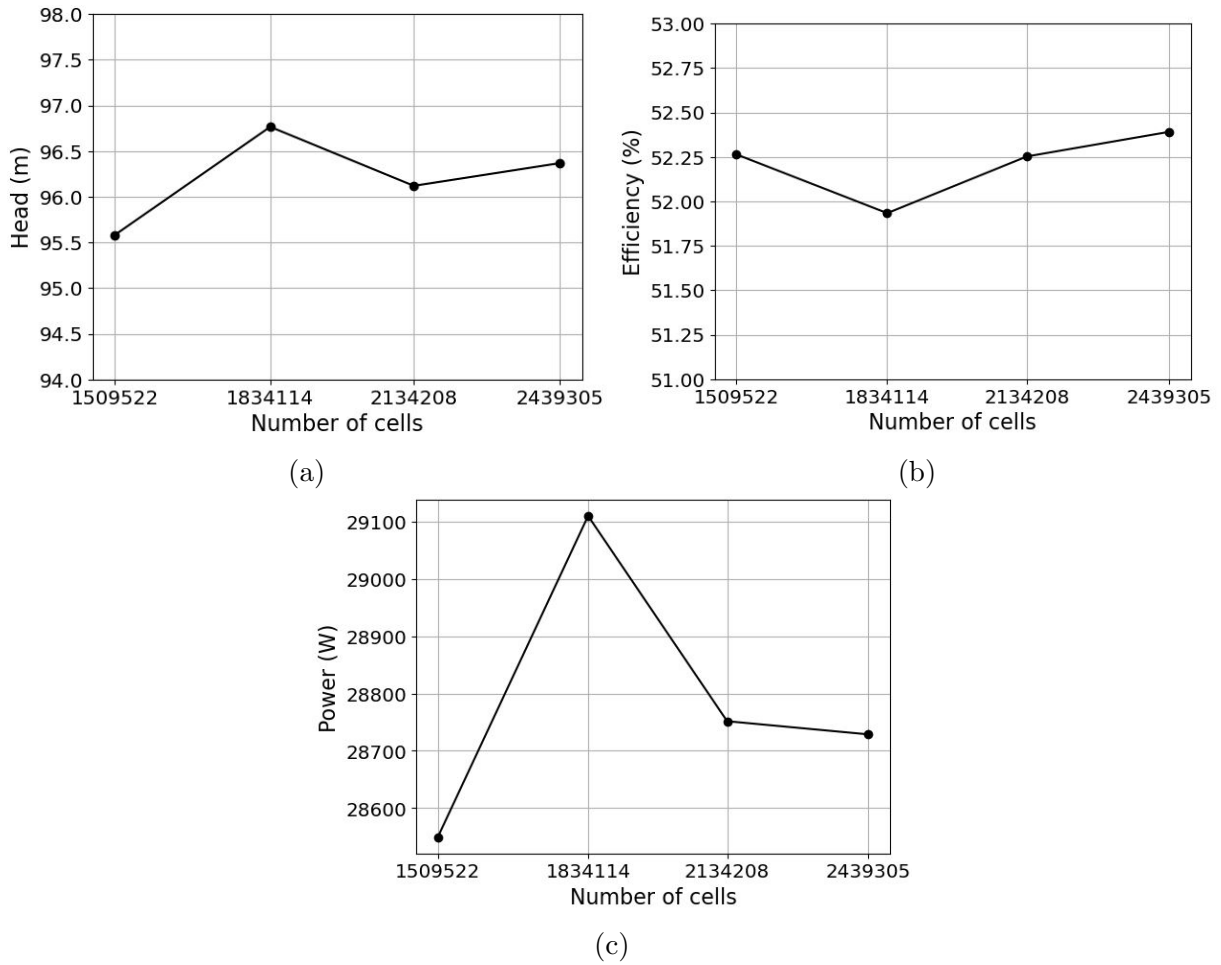 98.0
97.5
97.0
96.5
96.0
95.5
95.0
94.5
94.0
Head (m)
1509522 1834114 2134208 2439305
Number of cells
(a)
53.00
52.75
52.50
52.25
52.00
51.75
51.50
51.25
51.00
Efficiency (%)
1509522 1834114 2134208 2439305
Number of cells
(b)
29100
29000
28900
28800
28700
28600
Power (W)
1509522 1834114 2134208 2439305
Number of cells
(c)